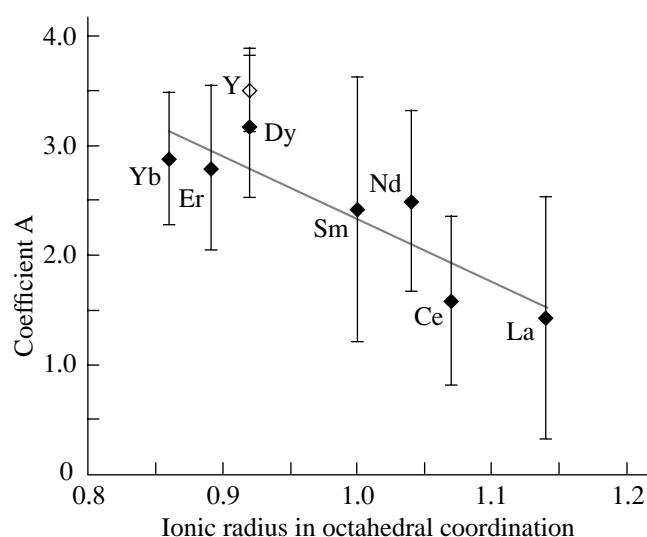 4.0
3.0
2.0
1.0
0
Coefficient A
Y
Dy
Yb
Er
Sm
Nd
Ce
La
0.8
0.9
1.0
1.1
1.2
Ionic radius in octahedral coordination